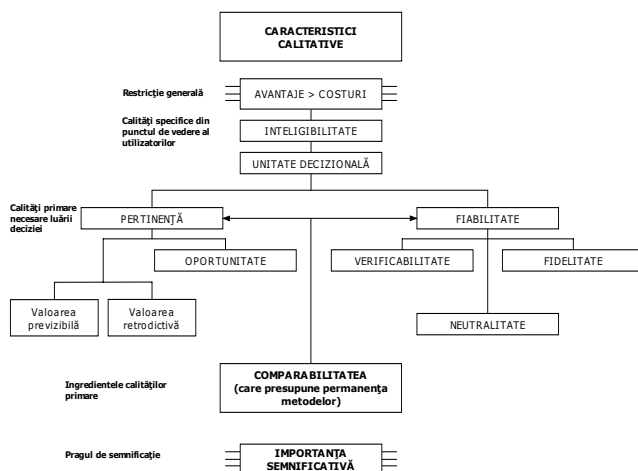 CARACTERISTICI
CALITATIVE
Restricţie generală
AVANTAJE > COSTURI
Calităţi specifice din
punctul de vedere al
utilizatorilor
INTELIGIBILITATE
UNITATE DECIZIONALĂ
Calităţi primare
necesare luării
deciziei
PERTINENŢĂ
FIABILITATE
OPORTUNITATE
VERIFICABILITATE
FIDELITATE
Valoarea
previzibilă
Valoarea
retrodictivă
NEUTRALITATE
Ingredientele calităţilor
primare
COMPARABILITATEA
(care presupune permanenţa
metodelor)
Pragul de semnificaţie
IMPORTANŢA
SEMNIFICATIVĂ